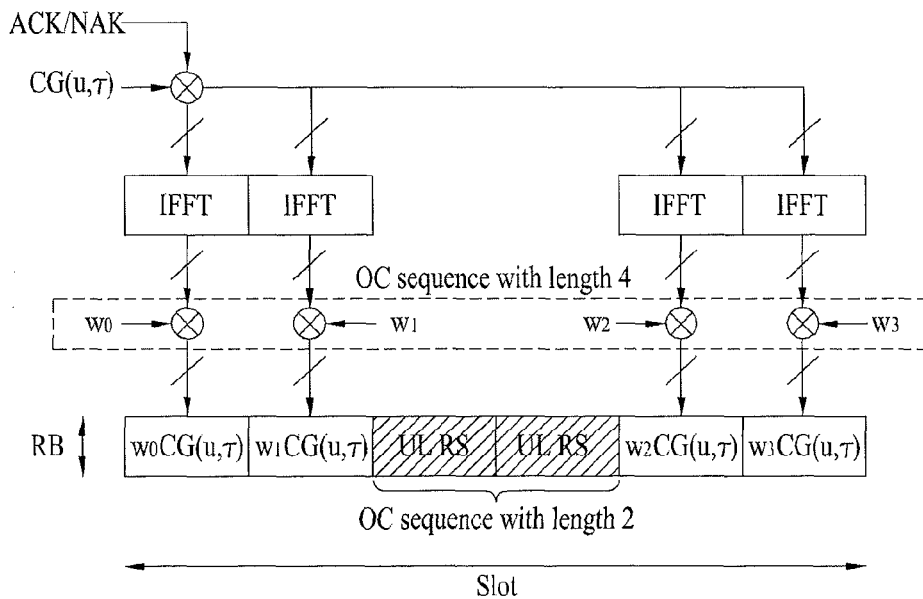 ACK/NAK
CG(u,τ)
IFFT IFFT IFFT IFFT
OC sequence with length 4
w0 w1 w2 w3
RB
w0CG(u,τ) w1CG(u,τ) UL RS UL RS w2CG(u,τ) w3CG(u,τ)
OC sequence with length 2
Slot